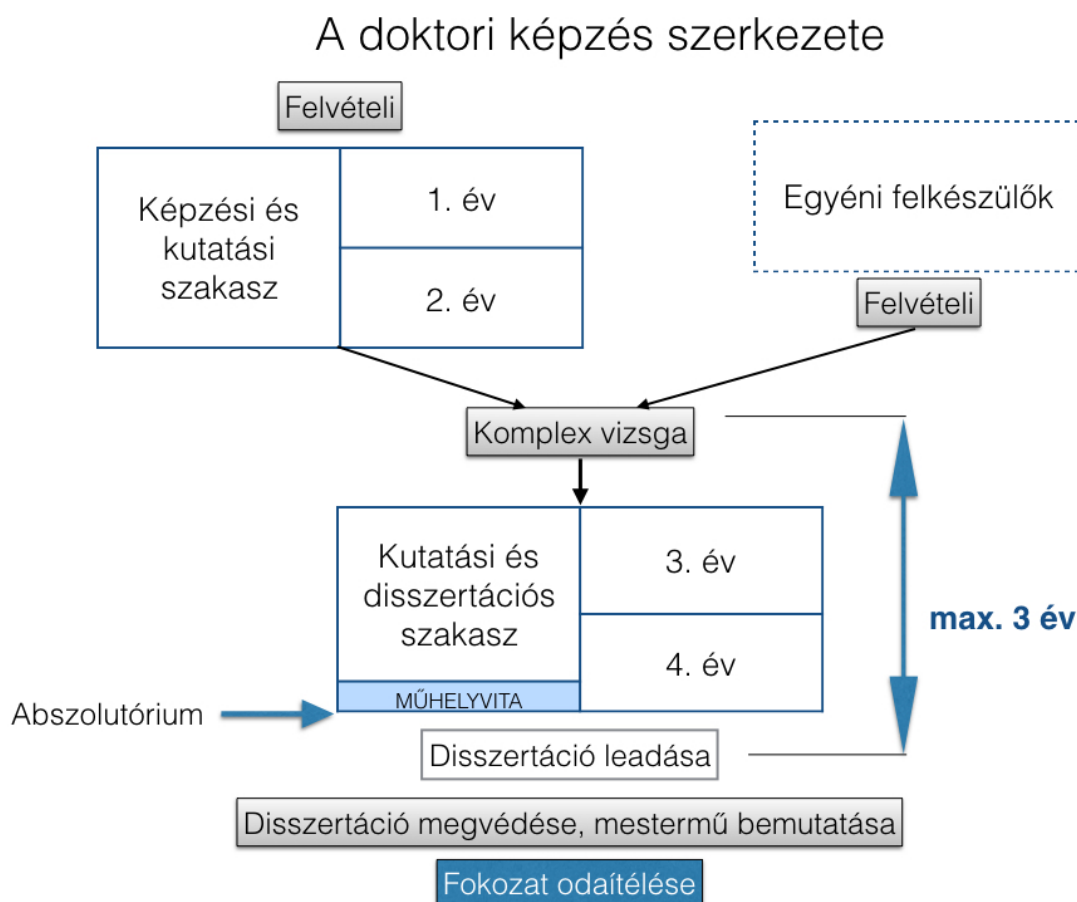 A doktori képzés szerkezete
Felvételi
Képzési és
kutatási
szakasz
1. év
2. év
Egyéni felkészülők
Felvételi
Komplex vizsga
Kutatási és
disszertációs
szakasz
3. év
4. év
max. 3 év
MŰHELYVITA
Abszolutórium
Disszertáció leadása
Disszertáció megvédése, mestermű bemutatása
Fokozat odaítélése